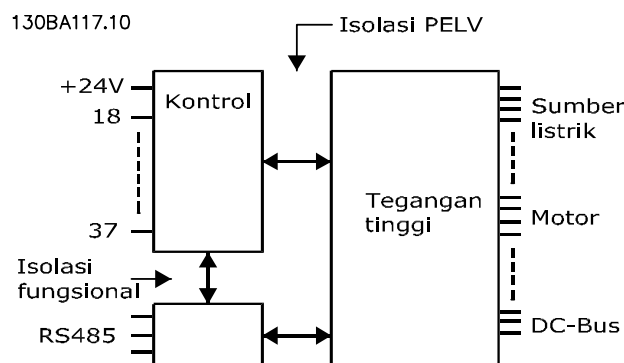 130BA117.10
Isolasi PELV
+24V
Kontrol
18
37
Sumber
listrik
Tegangan
tinggi
Motor
Isolasi
fungsional
RS485
DC-Bus